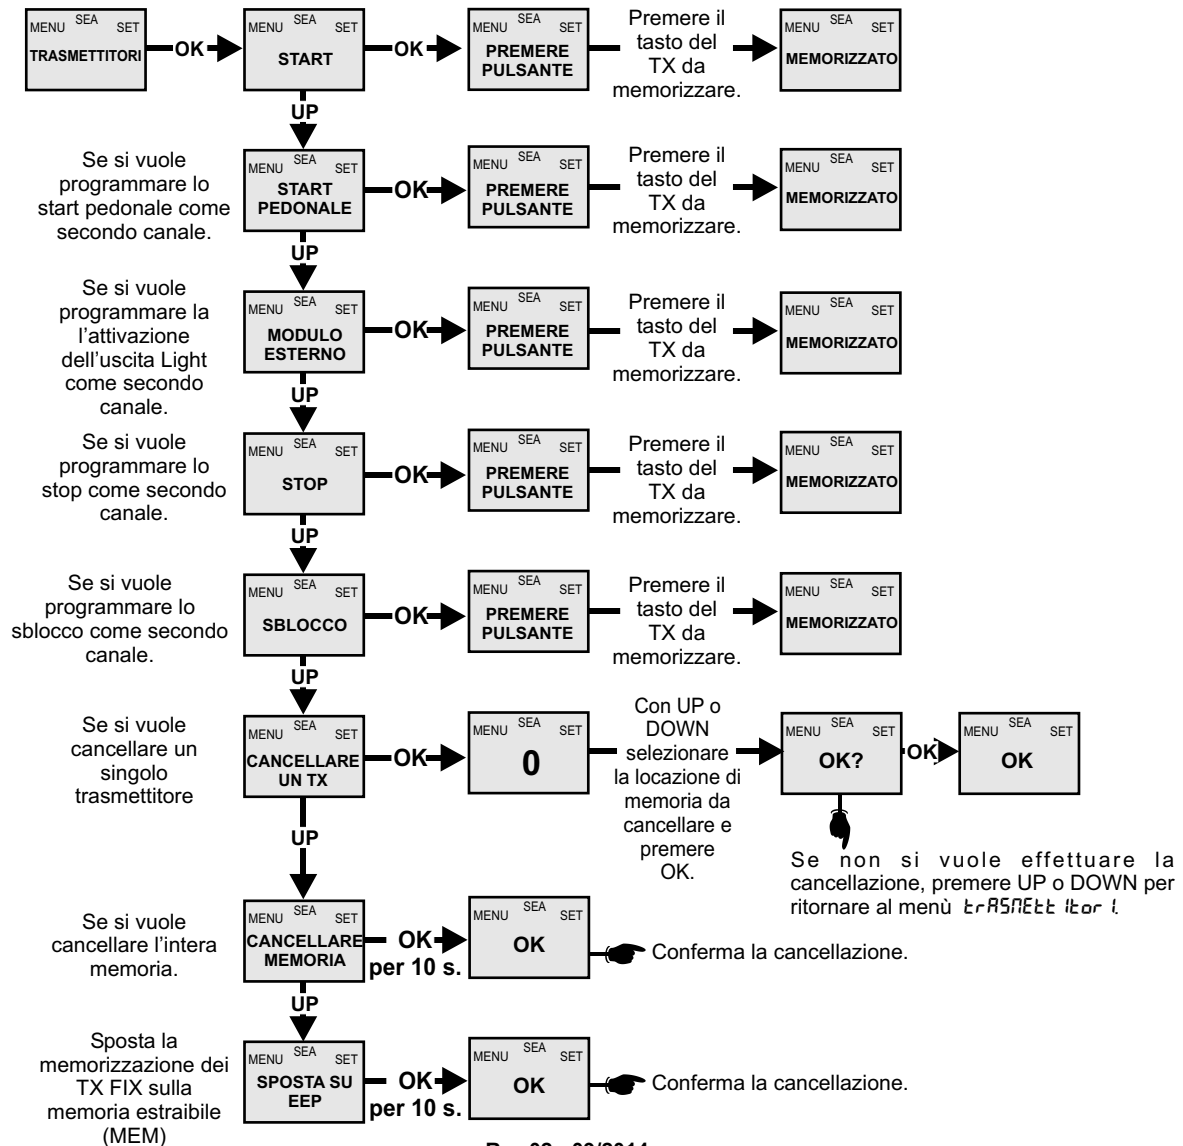 MENU SEA SET
TRASMETTITORI
OK
MENU SEA SET
START
OK
MENU SEA SET
PREMERE
PULSANTE
Premere il
tasto del
TX da
memorizzare.
MENU SEA SET
MEMORIZZATO
UP
Se si vuole
programmare lo
start pedonale come
secondo canale.
MENU SEA SET
START
PEDONALE
OK
MENU SEA SET
PREMERE
PULSANTE
Premere il
tasto del
TX da
memorizzare.
MENU SEA SET
MEMORIZZATO
UP
Se si vuole
programmare la
l'attivazione
dell'uscita Light
come secondo
canale.
MENU SEA SET
MODULO
ESTERNO
OK
MENU SEA SET
PREMERE
PULSANTE
Premere il
tasto del
TX da
memorizzare.
MENU SEA SET
MEMORIZZATO
UP
Se si vuole
programmare lo
stop come secondo
canale.
MENU SEA SET
STOP
OK
MENU SEA SET
PREMERE
PULSANTE
Premere il
tasto del
TX da
memorizzare.
MENU SEA SET
MEMORIZZATO
UP
Se si vuole
programmare lo
sblocco come secondo
canale.
MENU SEA SET
SBLOCCO
OK
MENU SEA SET
PREMERE
PULSANTE
Premere il
tasto del
TX da
memorizzare.
MENU SEA SET
MEMORIZZATO
UP
Se si vuole
cancellare un
singolo
trasmettitore
MENU SEA SET
CANCELLARE
UN TX
OK
MENU SEA SET
0
Con UP o
DOWN
selezionare
la locazione di
memoria da
cancellare e
premere
OK.
MENU SEA SET
OK?
OK
MENU SEA SET
OK
Se non si vuole effettuare la
cancellazione, premere UP o DOWN per
ritornare al menù trASMEttItorI.
UP
Se si vuole
cancellare l'intera
memoria.
MENU SEA SET
CANCELLARE
MEMORIA
OK
per 10 s.
MENU SEA SET
OK
Conferma la cancellazione.
UP
Sposta la
memorizzazione dei
TX FIX sulla
memoria estraibile
(MEM)
MENU SEA SET
SPOSTA SU
EEP
OK
per 10 s.
MENU SEA SET
OK
Conferma la cancellazione.